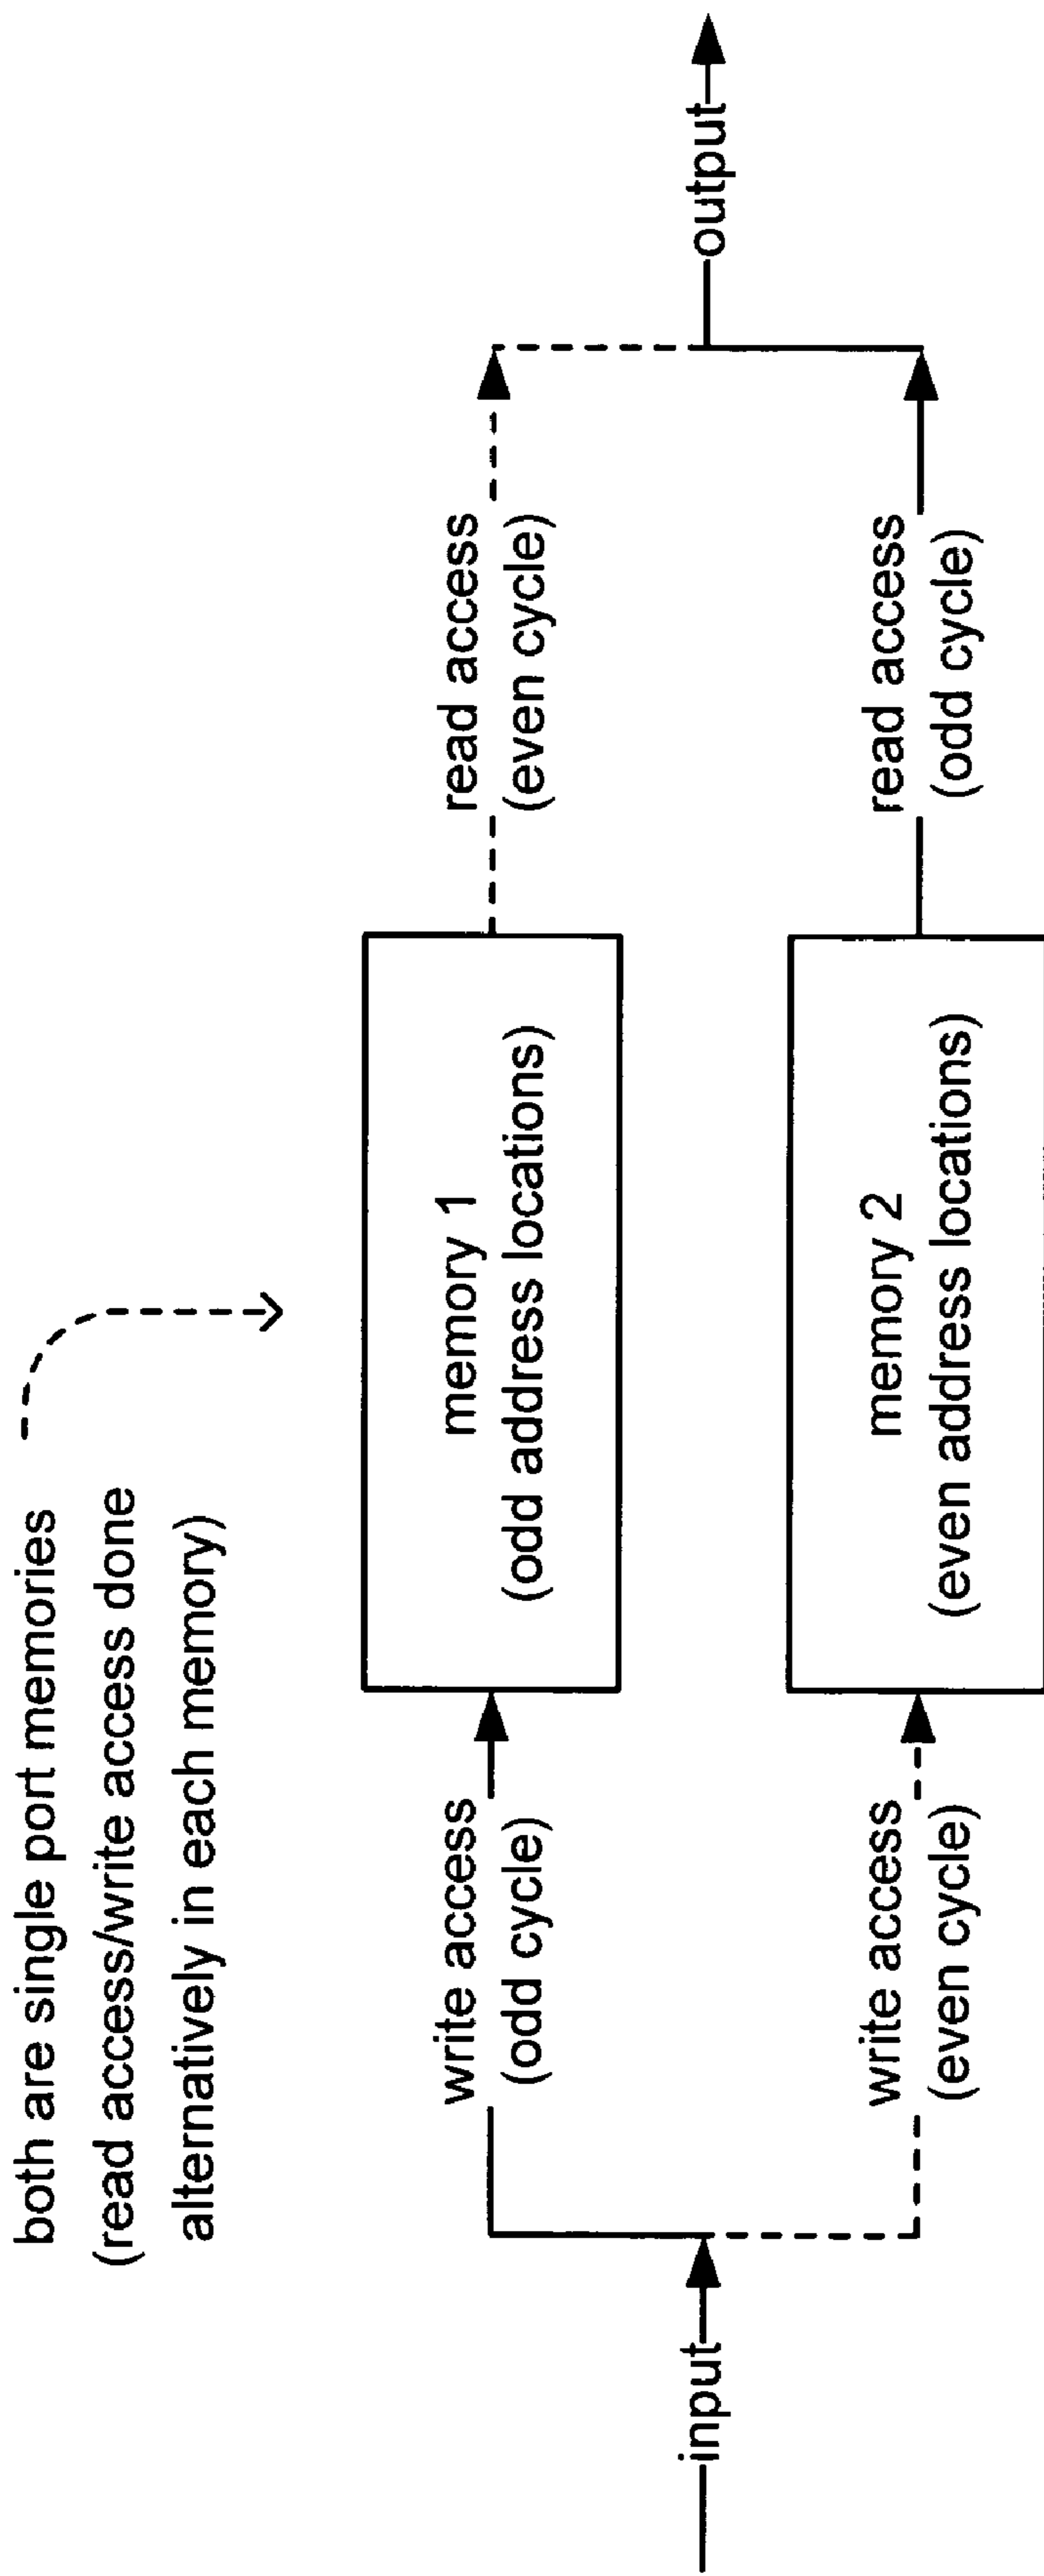 both are single port memories
(read access/write access done
alternatively in each memory)
input
write access
(odd cycle)
memory 1
(odd address locations)
read access
(even cycle)
write access
(even cycle)
memory 2
(even address locations)
read access
(odd cycle)
output